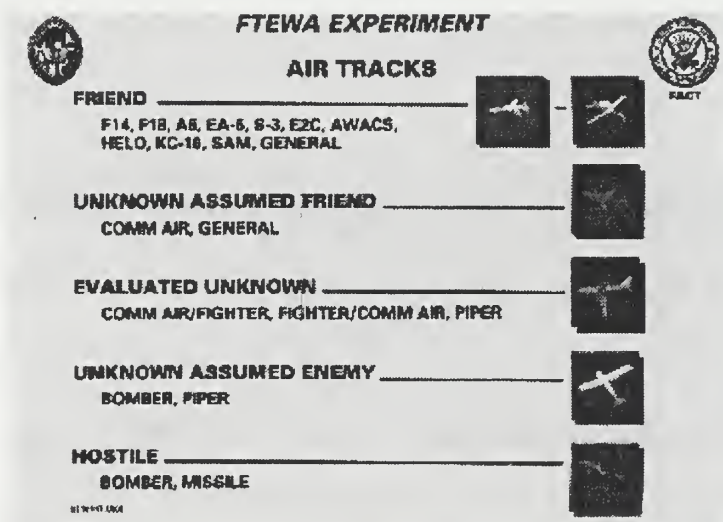 FTEWA EXPERIMENT
AIR TRACKS
FACT
FRIEND
F14, F18, A6, EA-6, S-3, E2C, AWACS,
HELO, KC-10, SAM, GENERAL
UNKNOWN ASSUMED FRIEND
COMM AIR, GENERAL
EVALUATED UNKNOWN
COMM AIR/FIGHTER, FIGHTER/COMM AIR, PIPER
UNKNOWN ASSUMED ENEMY
BOMBER, PIPER
HOSTILE
BOMBER, MISSILE